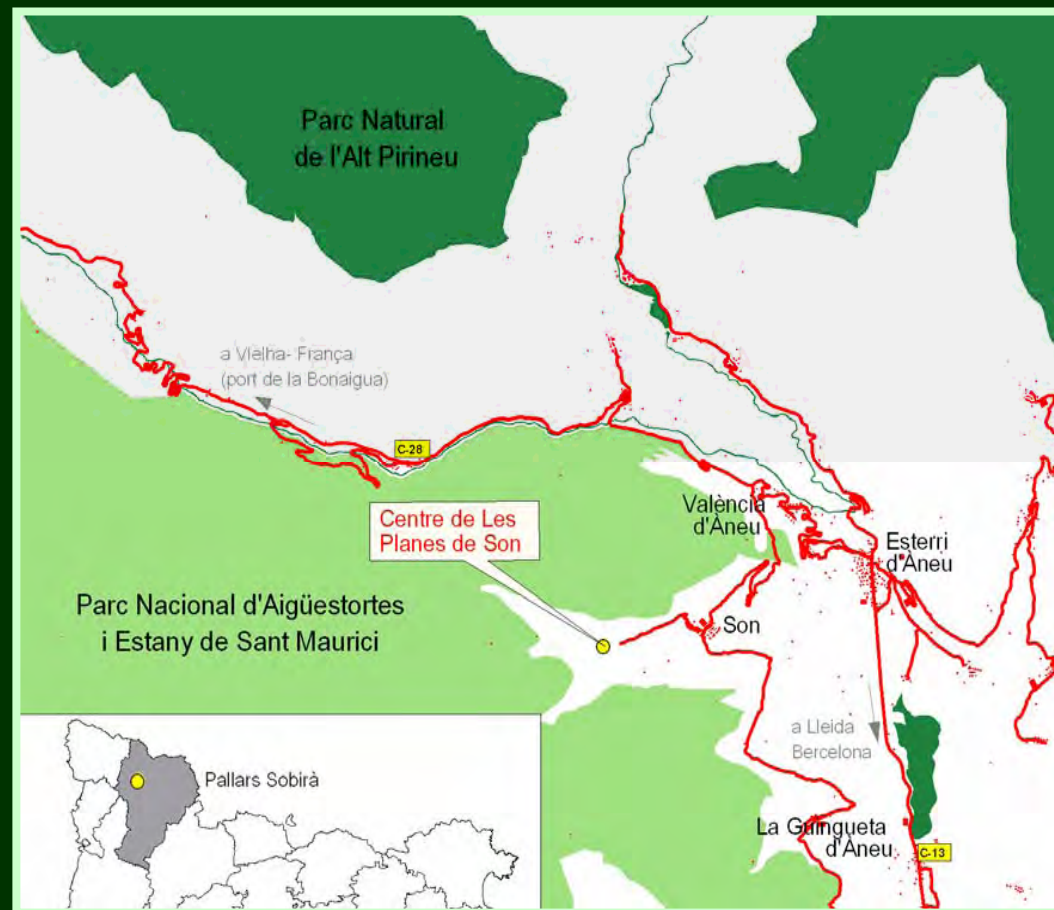 Parc Natural
de l'Alt Pirineu
a Vielha- França
(port de la Bonaigua)
C-28
Centre de Les
Planes de Son
València
d'Àneu
Esterri
d'Àneu
Parc Nacional d'Aigüestortes
i Estany de Sant Maurici
Son
a Lleida
Bercelona
Pallars Sobirà
La Guingueta
d'Àneu
C-13